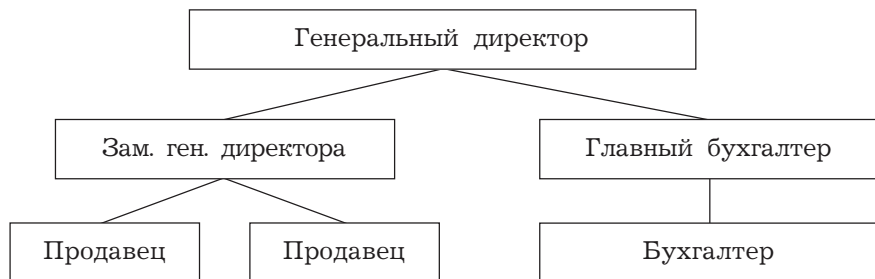 Генеральный директор
Зам. ген. директора
Главный бухгалтер
Продавец
Продавец
Бухгалтер